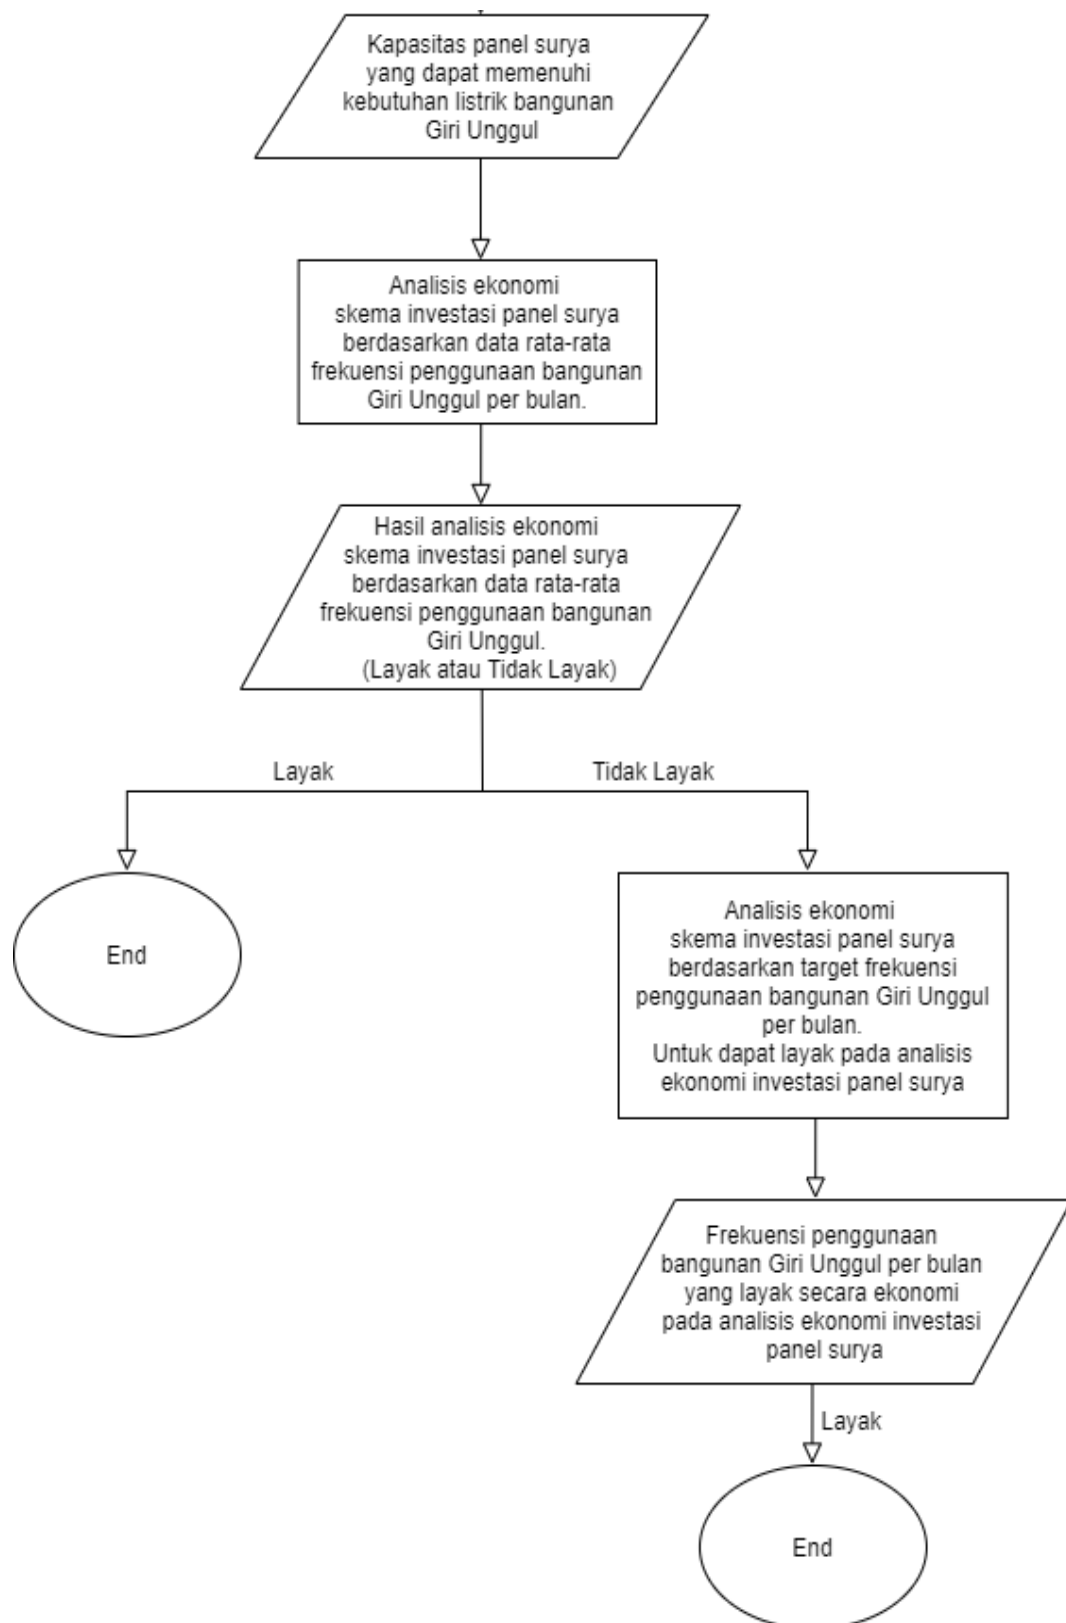 Kapasitas panel surya
yang dapat memenuhi
kebutuhan listrik bangunan
Giri Unggul
Analisis ekonomi
skema investasi panel surya
berdasarkan data rata-rata
frekuensi penggunaan bangunan
Giri Unggul per bulan.
Hasil analisis ekonomi
skema investasi panel surya
berdasarkan data rata-rata
frekuensi penggunaan bangunan
Giri Unggul.
(Layak atau Tidak Layak)
Layak
Tidak Layak
End
Analisis ekonomi
skema investasi panel surya
berdasarkan target frekuensi
penggunaan bangunan Giri Unggul
per bulan.
Untuk dapat layak pada analisis
ekonomi investasi panel surya
Frekuensi penggunaan
bangunan Giri Unggul per bulan
yang layak secara ekonomi
pada analisis ekonomi investasi
panel surya
Layak
End